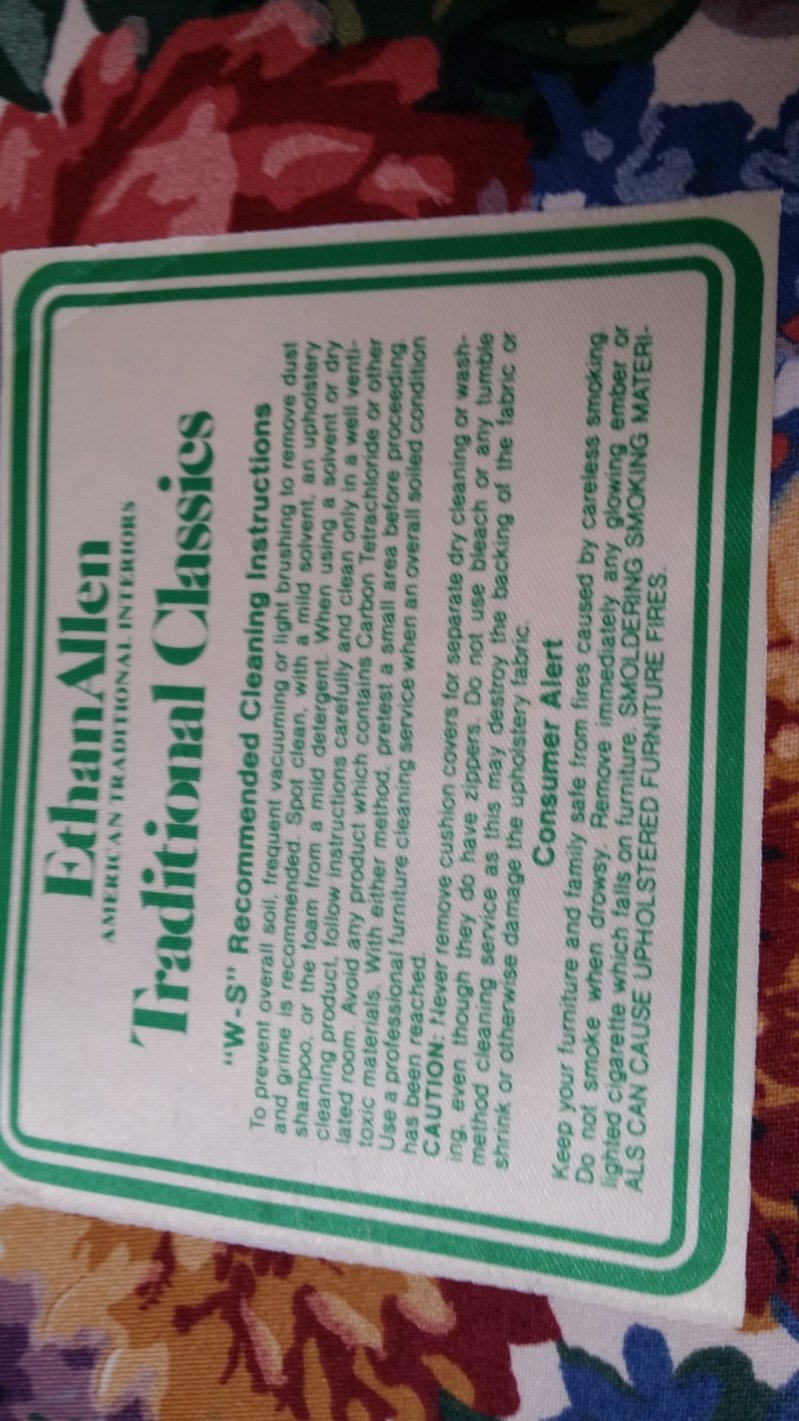 EthanAllen
AMERICAN TRADITIONAL INTERIORS
Traditional Classics
"W-S" Recommended Cleaning Instructions
To prevent overall soil, frequent vacuuming or light brushing to remove dust
and grime is recommended. Spot clean, with a mild solvent, an upholstery
shampoo, or the foam from a mild detergent. When using a solvent or dry
cleaning product, follow instructions carefully and clean only in a well venti-
lated room. Avoid any product which contains Carbon Tetrachloride or other
toxic materials. With either method, pretest a small area before proceeding.
Use a professional furniture cleaning service when an overall soiled condition
has been reached.
CAUTION: Never remove cushion covers for separate dry cleaning or wash-
ing, even though they do have zippers. Do not use bleach or any tumble
method cleaning service as this may destroy the backing of the fabric or
shrink or otherwise damage the upholstery fabric.
Consumer Alert
Keep your furniture and family safe from fires caused by careless smoking.
Do not smoke when drowsy. Remove immediately any glowing ember or
lighted cigarette which falls on furniture. SMOLDERING SMOKING MATERI-
ALS CAN CAUSE UPHOLSTERED FURNITURE FIRES.